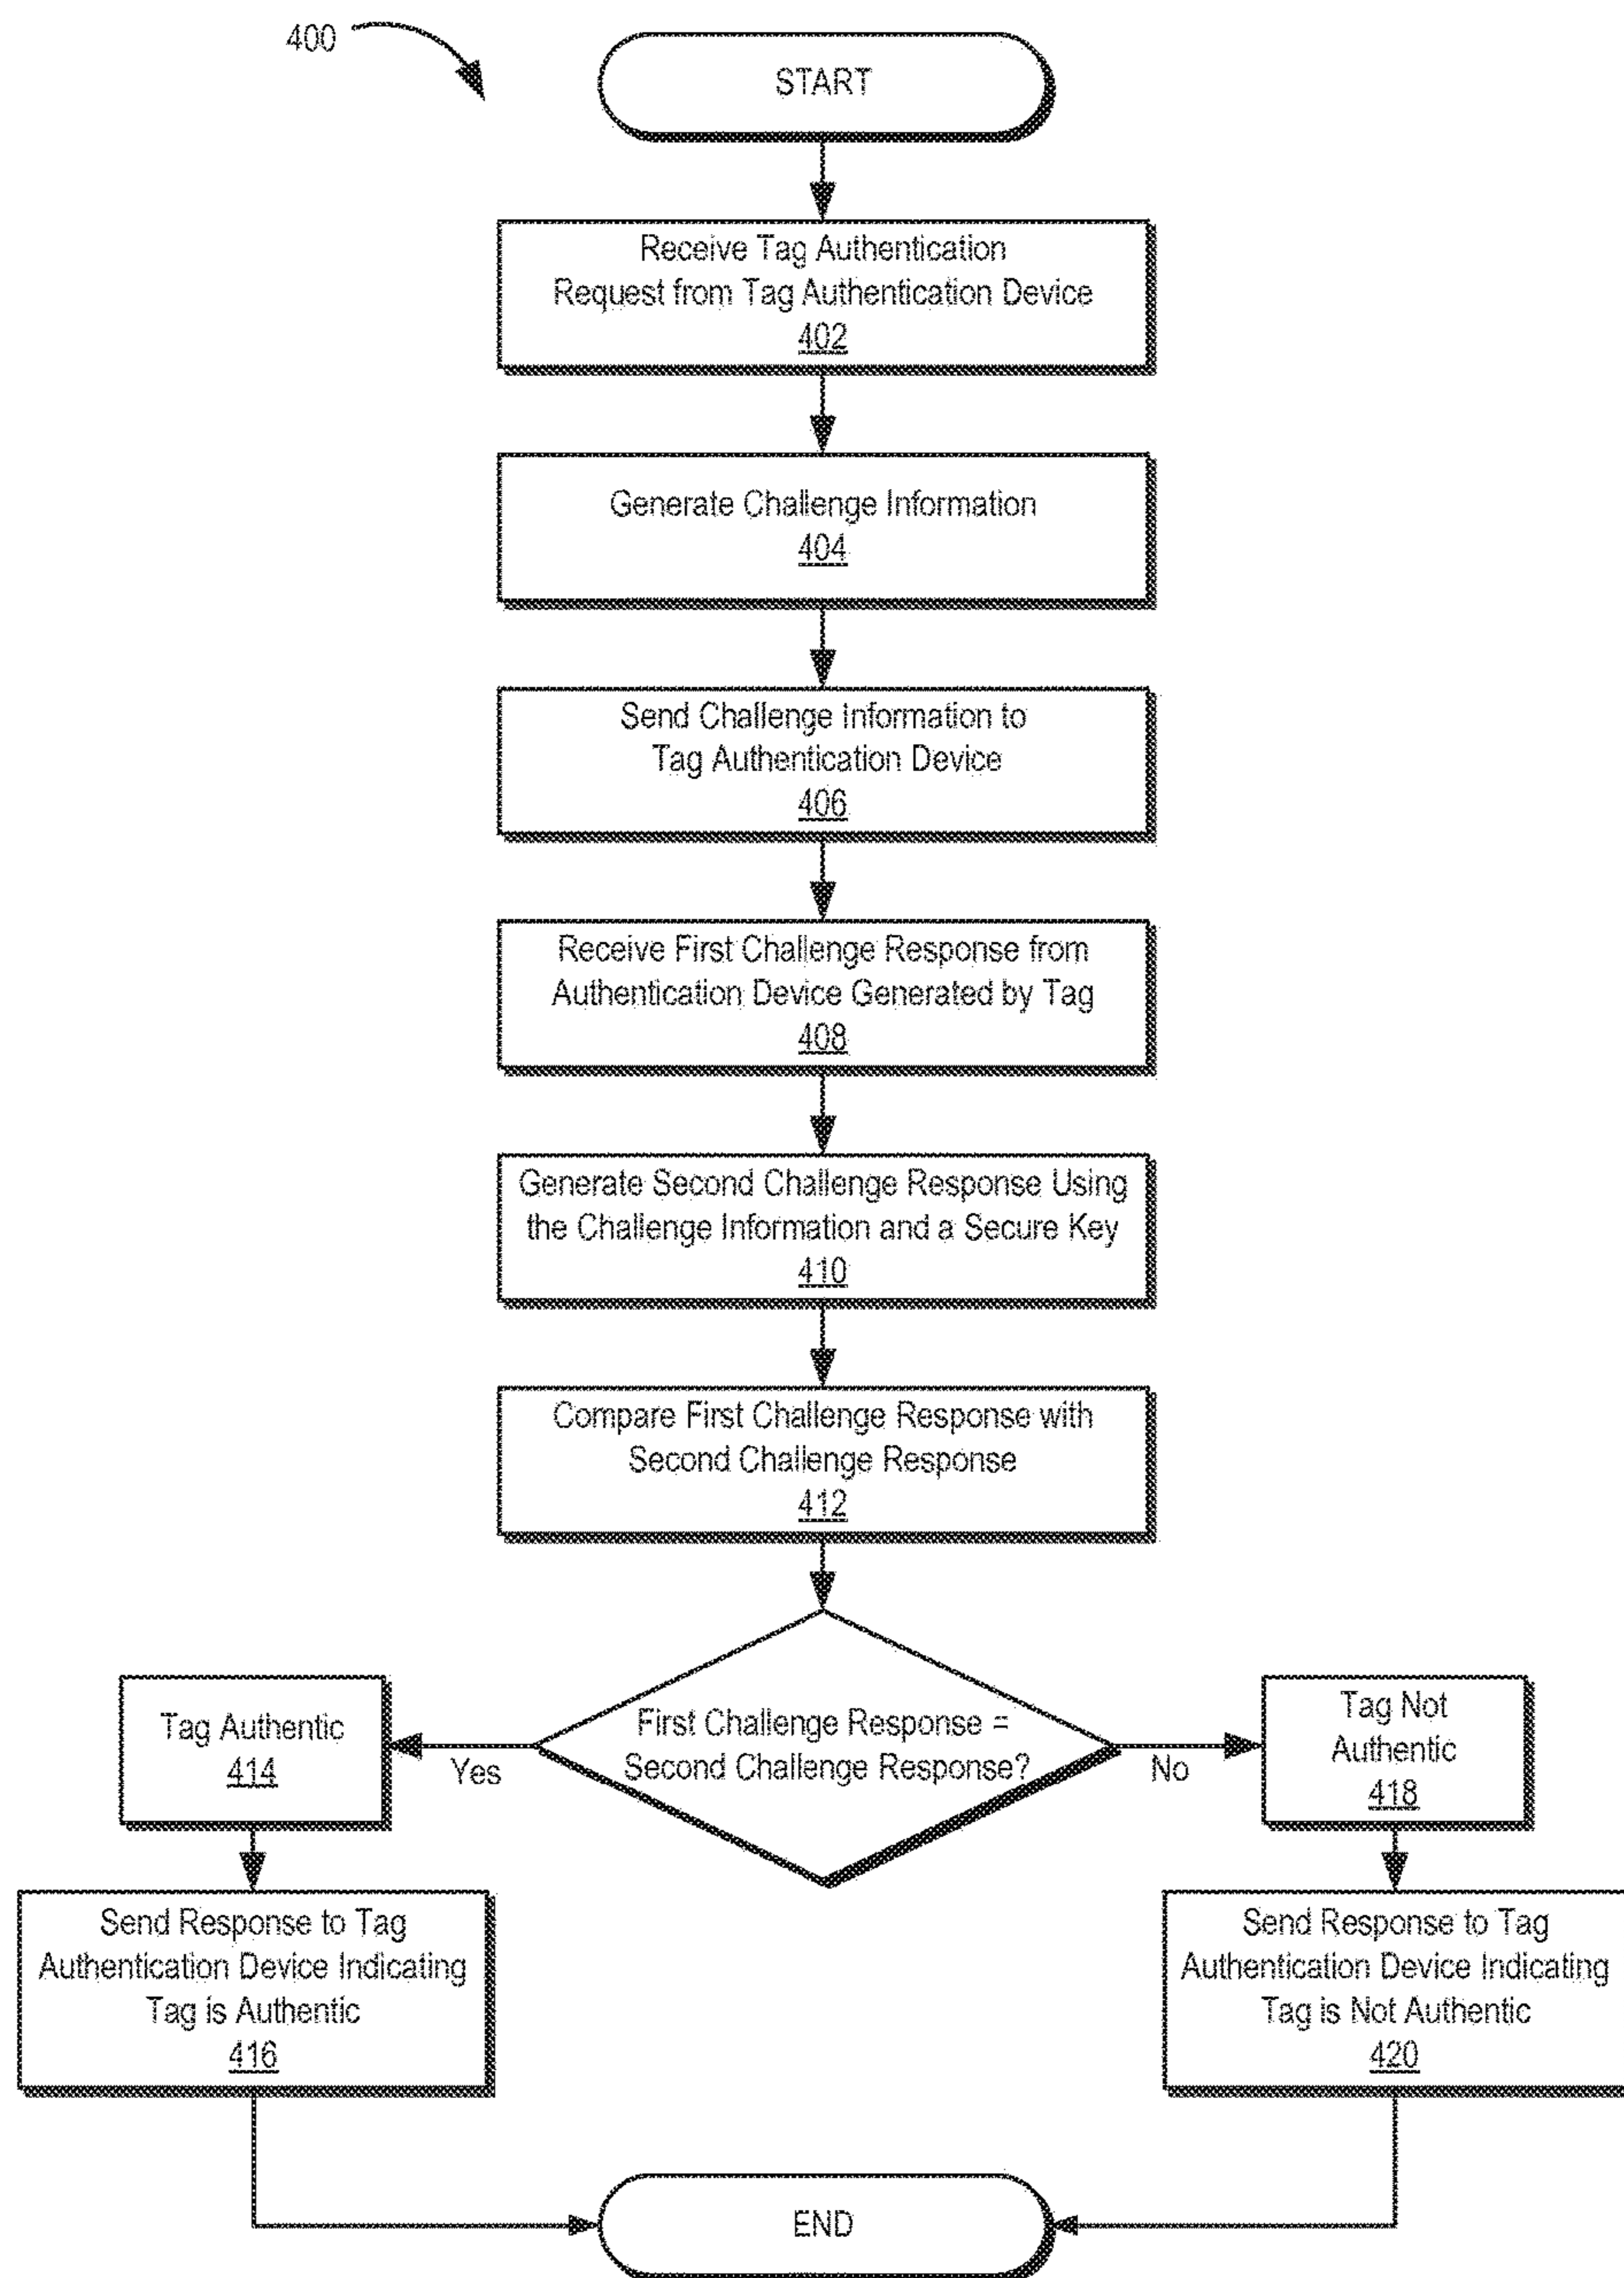 400
START
Receive Tag Authentication
Request from Tag Authentication Device
402
Generate Challenge Information
404
Send Challenge Information to
Tag Authentication Device
406
Receive First Challenge Response from
Authentication Device Generated by Tag
408
Generate Second Challenge Response Using
the Challenge Information and a Secure Key
410
Compare First Challenge Response with
Second Challenge Response
412
First Challenge Response =
Second Challenge Response?
Yes
No
Tag Authentic
414
Tag Not
Authentic
418
Send Response to Tag
Authentication Device Indicating
Tag is Authentic
416
Send Response to Tag
Authentication Device Indicating
Tag is Not Authentic
420
END